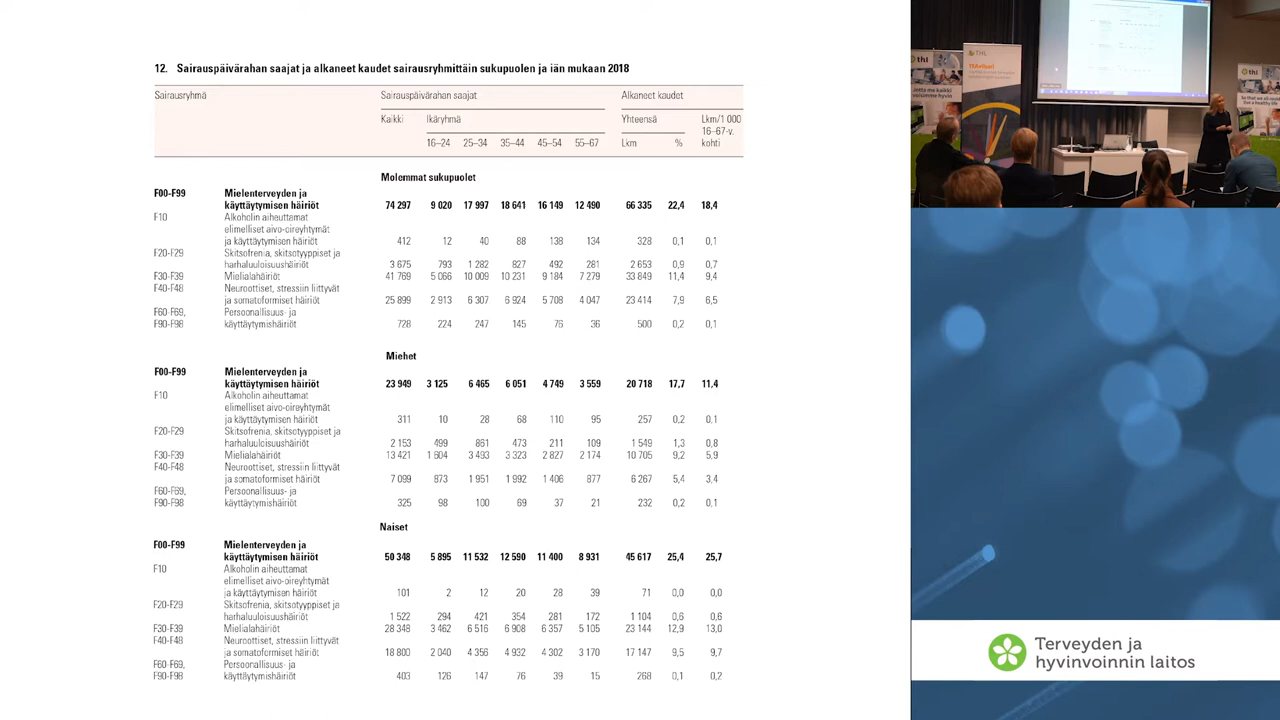 12. Sairauspäivärahan saajat ja alkaneet kaudet sairausryhmittäin sukupuolen ja iän mukaan 2018
Sairausryhmä Sairauspäivärahan saajat Alkaneet kaudet
Kaikki Ikäryhmä Yhteensä Lkm/1 000
16–67-v.
16–24 25–34 35–44 45–54 55–67 Lkm % kohti
Molemmat sukupuolet
F00-F99 Mielenterveyden ja
käyttäytymisen häiriöt 74 297 9 020 17 997 18 641 16 149 12 490 66 335 22,4 18,4
F10 Alkoholin aiheuttamat
elimelliset aivo-oireyhtymät
ja käyttäytymisen häiriöt 412 12 40 88 138 134 328 0,1 0,1
F20-F29 Skitsofrenia, skitsotyyppiset ja
harhaluuloisuushäiriöt 3 675 793 1 282 827 492 281 2 653 0,9 0,7
F30-F39 Mielialahäiriöt 41 769 5 066 10 009 10 231 9 184 7 279 33 849 11,4 9,4
F40-F48 Neuroottiset, stressiin liittyvät
ja somatoformiset häiriöt 25 899 2 913 6 307 6 924 5 708 4 047 23 414 7,9 6,5
F60-F69, Persoonallisuus- ja
F90-F98 käyttäytymishäiriöt 728 224 247 145 76 36 500 0,2 0,1
Miehet
F00-F99 Mielenterveyden ja
käyttäytymisen häiriöt 23 949 3 125 6 465 6 051 4 749 3 559 20 718 17,7 11,4
F10 Alkoholin aiheuttamat
elimelliset aivo-oireyhtymät
ja käyttäytymisen häiriöt 311 10 28 68 110 95 257 0,2 0,1
F20-F29 Skitsofrenia, skitsotyyppiset ja
harhaluuloisuushäiriöt 2 153 499 861 473 211 109 1 549 1,3 0,8
F30-F39 Mielialahäiriöt 13 421 1 604 3 493 3 323 2 827 2 174 10 705 9,2 5,9
F40-F48 Neuroottiset, stressiin liittyvät
ja somatoformiset häiriöt 7 099 873 1 951 1 992 1 406 877 6 267 5,4 3,4
F60-F69, Persoonallisuus- ja
F90-F98 käyttäytymishäiriöt 325 98 100 69 37 21 232 0,2 0,1
Naiset
F00-F99 Mielenterveyden ja
käyttäytymisen häiriöt 50 348 5 895 11 532 12 590 11 400 8 931 45 617 25,4 25,7
F10 Alkoholin aiheuttamat
elimelliset aivo-oireyhtymät
ja käyttäytymisen häiriöt 101 2 12 20 28 39 71 0,0 0,0
F20-F29 Skitsofrenia, skitsotyyppiset ja
harhaluuloisuushäiriöt 1 522 294 421 354 281 172 1 104 0,6 0,6
F30-F39 Mielialahäiriöt 28 348 3 462 6 516 6 908 6 357 5 105 23 144 12,9 13,0
F40-F48 Neuroottiset, stressiin liittyvät
ja somatoformiset häiriöt 18 800 2 040 4 356 4 932 4 302 3 170 17 147 9,5 9,7
F60-F69, Persoonallisuus- ja
F90-F98 käyttäytymishäiriöt 403 126 147 76 39 15 268 0,1 0,2
thl
THL
thl
Terveyden ja
hyvinvoinnin laitos